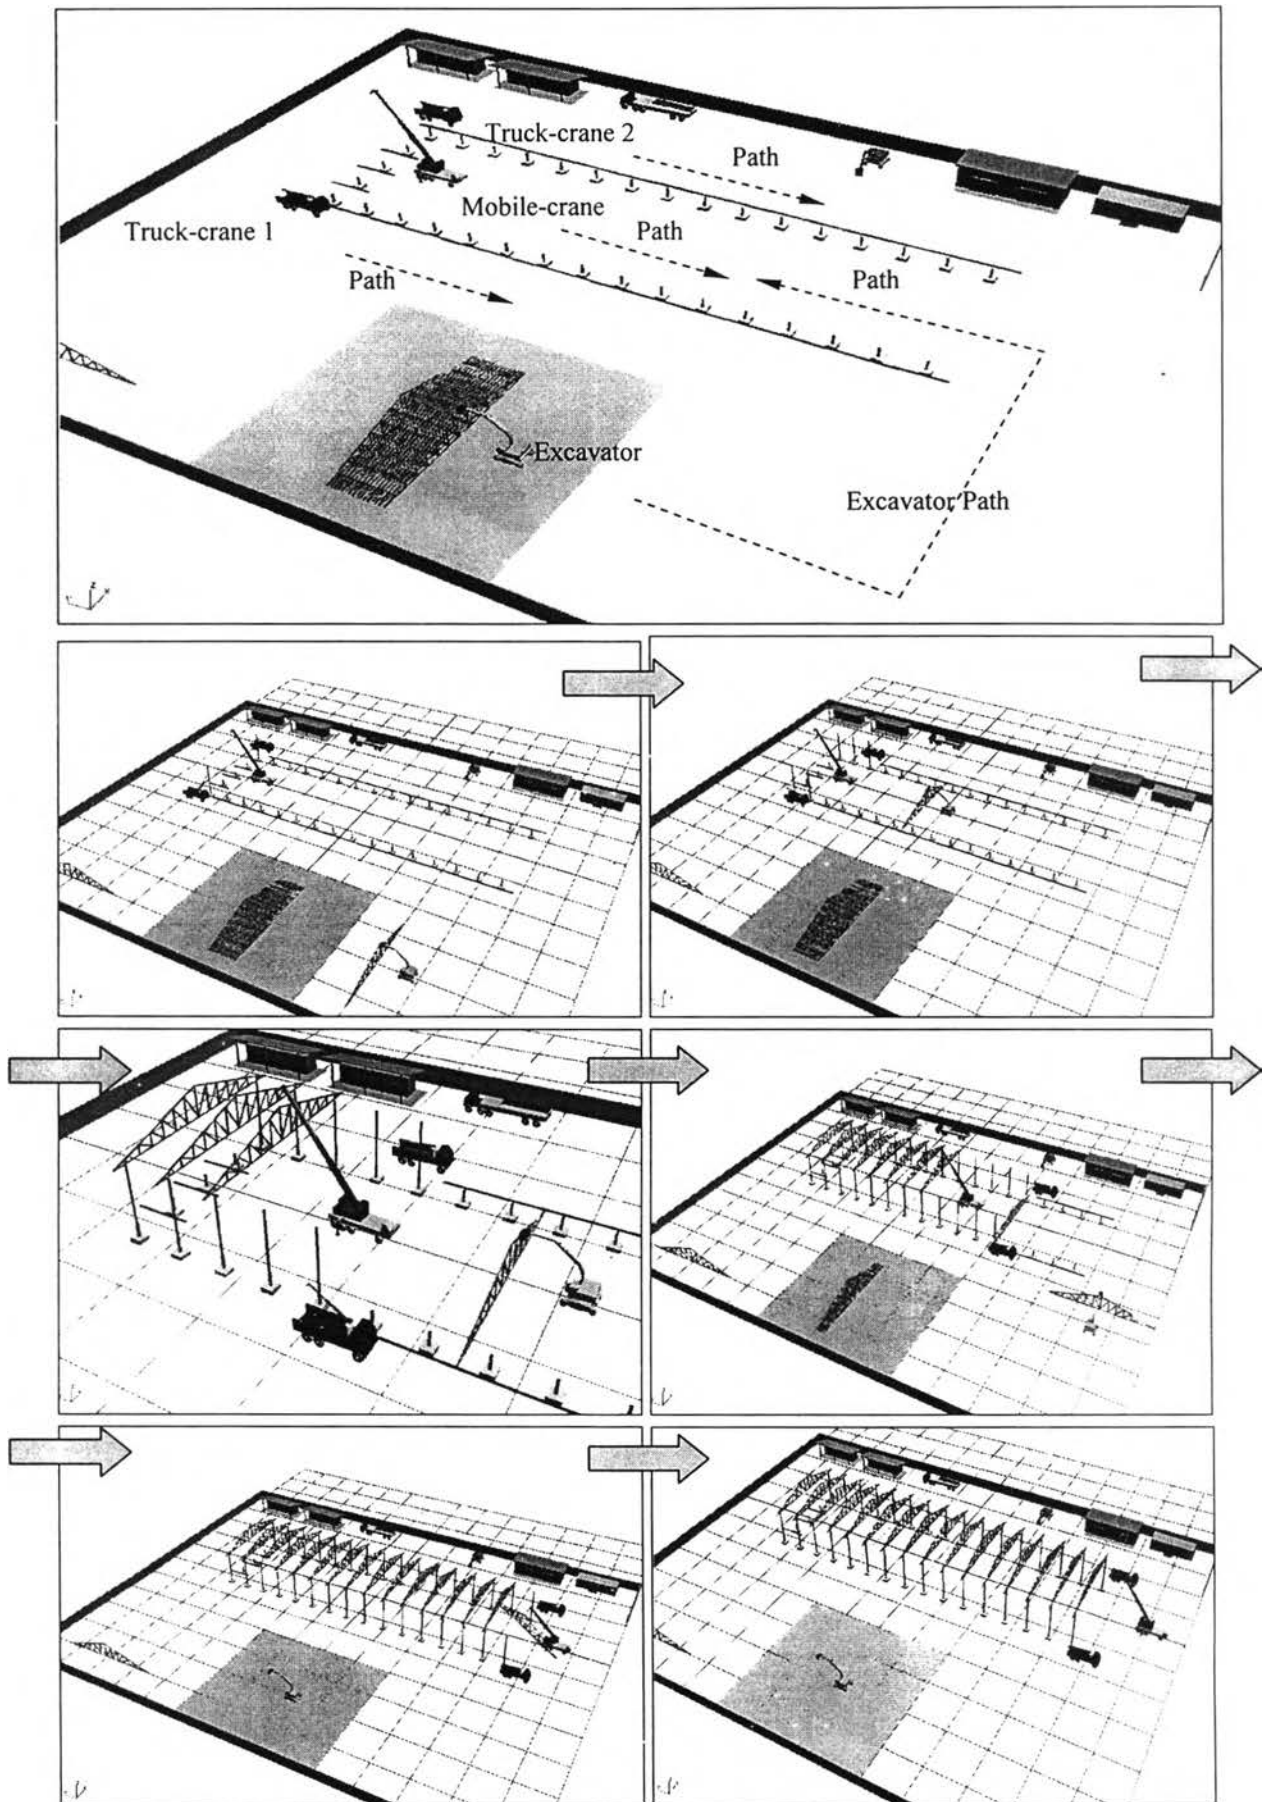 Truck-crane 2
Path
Mobile-crane
Path
Truck-crane 1
Path
Path
Excavator
Excavator Path
z
x